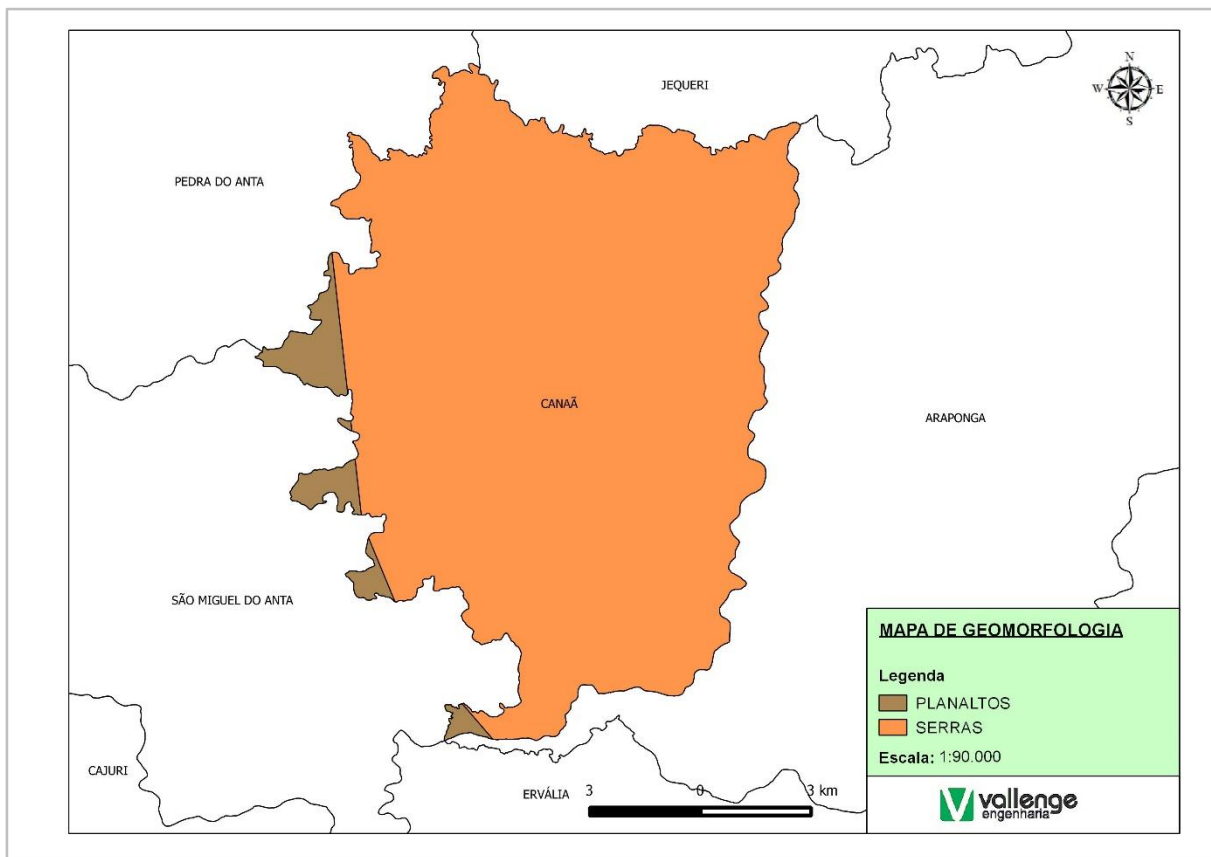 JEQUERI
N
W E
S
PEDRA DO ANTA
CANAÃ
ARAPONGA
SÃO MIGUEL DO ANTA
CAJURI
ERVÁLIA
3 0 3 km
MAPA DE GEOMORFOLOGIA
Legenda
PLANALTOS
SERRAS
Escala: 1:90.000
vallenge
engenharia